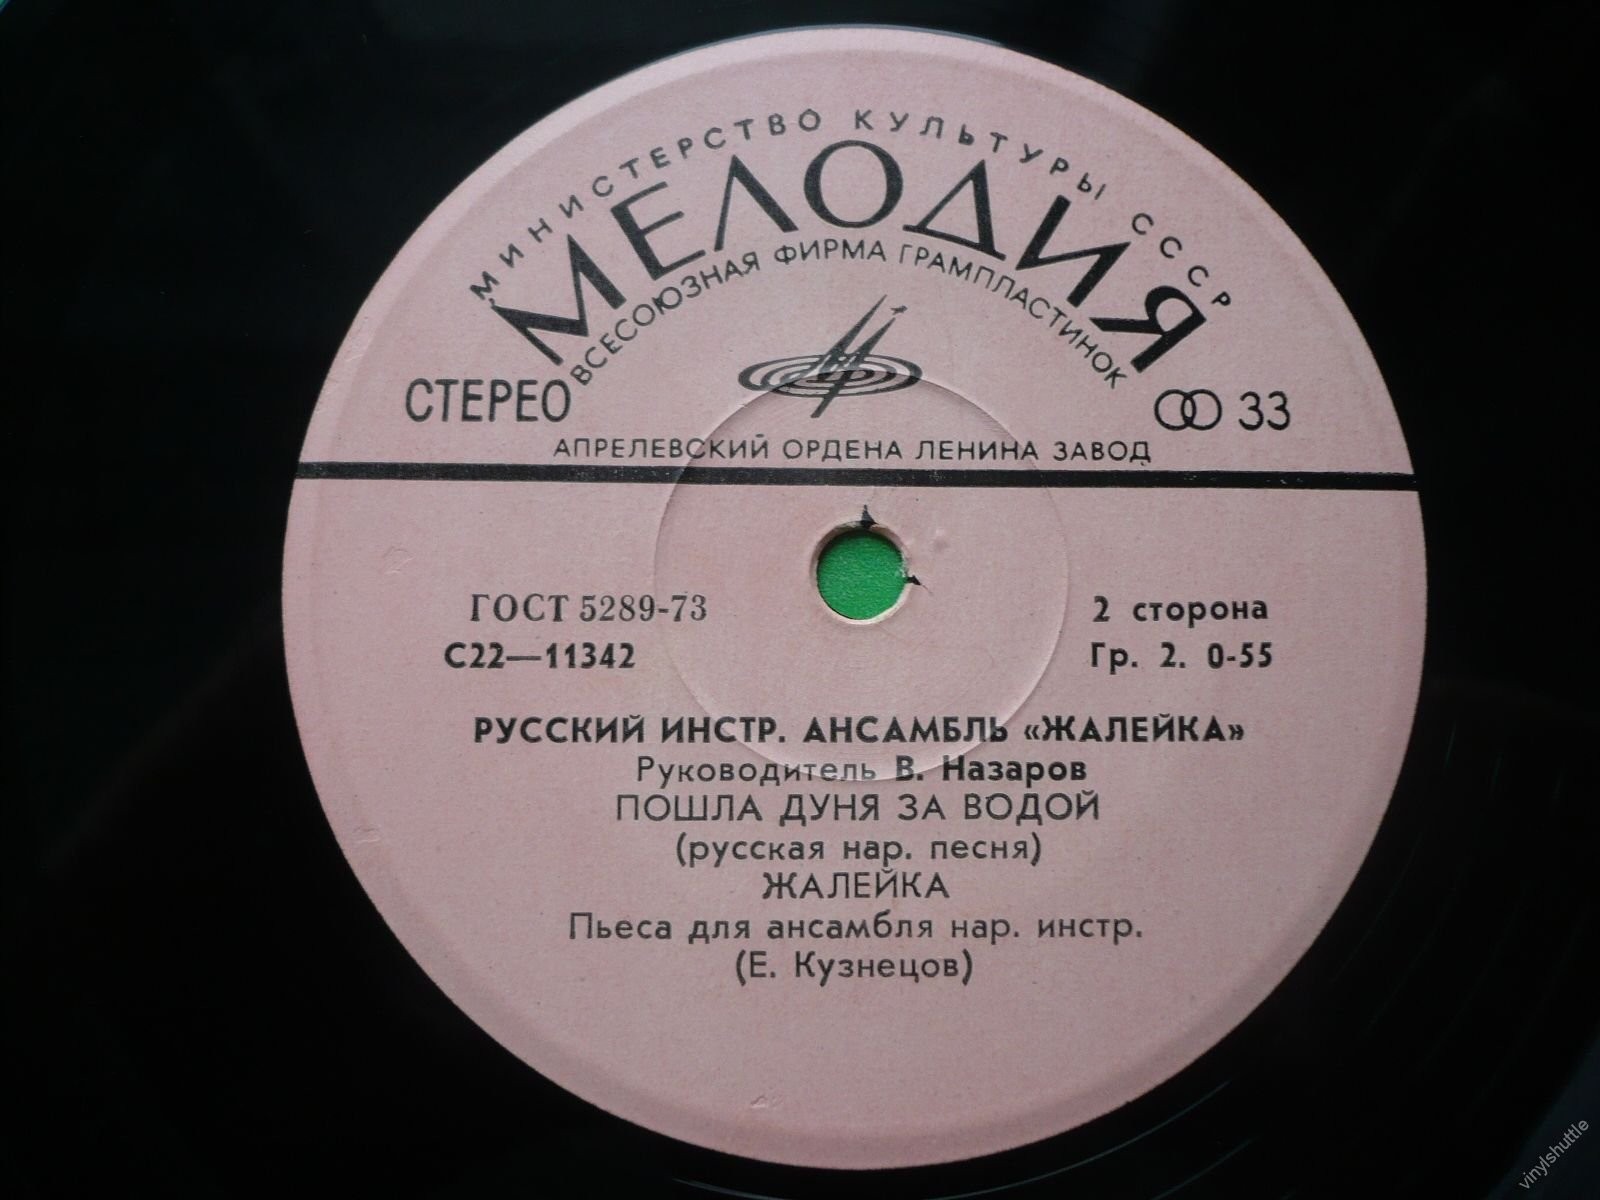 МИНИСТЕРСТВО КУЛЬТУРЫ СССР
МЕЛОДИЯ
ВСЕСОЮЗНАЯ ФИРМА ГРАМПЛАСТИНОК
СТЕРЕО
33
АПРЕЛЕВСКИЙ ОРДЕНА ЛЕНИНА ЗАВОД
ГОСТ 5289-73
2 сторона
С22—11342
Гр. 2. 0-55
РУССКИЙ ИНСТР. АНСАМБЛЬ «ЖАЛЕЙКА»
Руководитель В. Назаров
ПОШЛА ДУНЯ ЗА ВОДОЙ
(русская нар. песня)
ЖАЛЕЙКА
Пьеса для ансамбля нар. инстр.
(Е. Кузнецов)
vinylshuttle